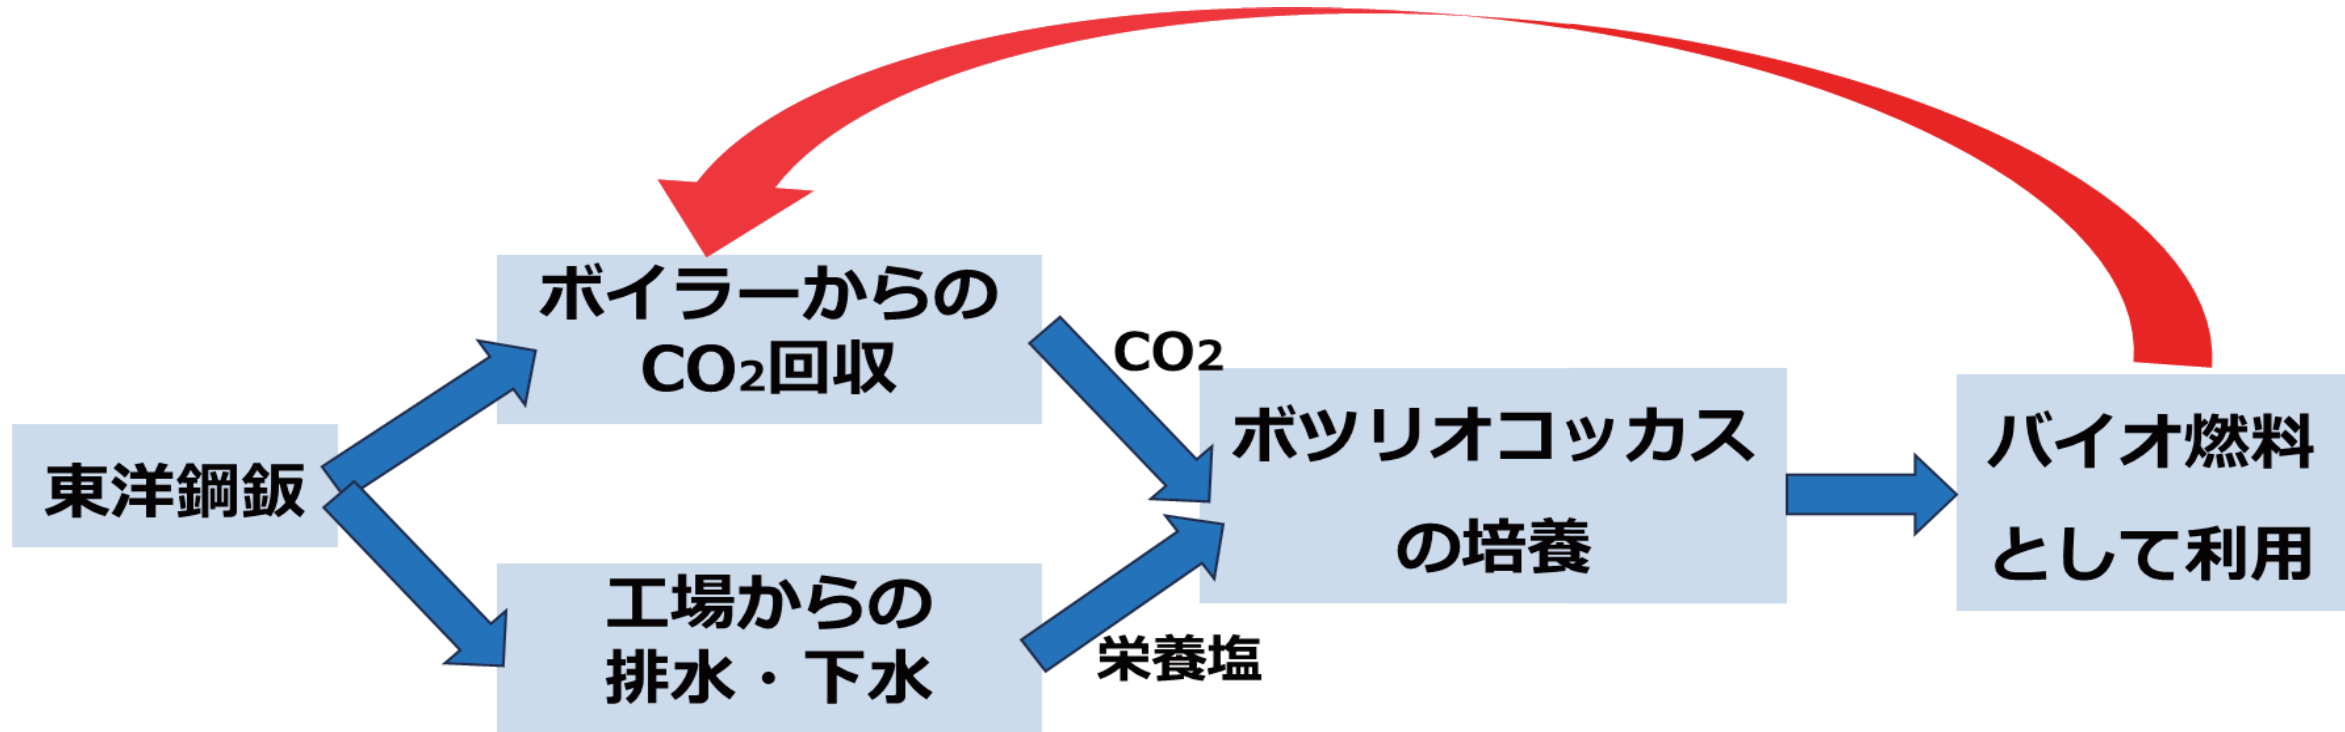 東洋鋼鈑
ボイラーからの
CO₂回収
工場からの
排水・下水
CO₂
栄養塩
ボツリオコッカス
の培養
バイオ燃料
として利用